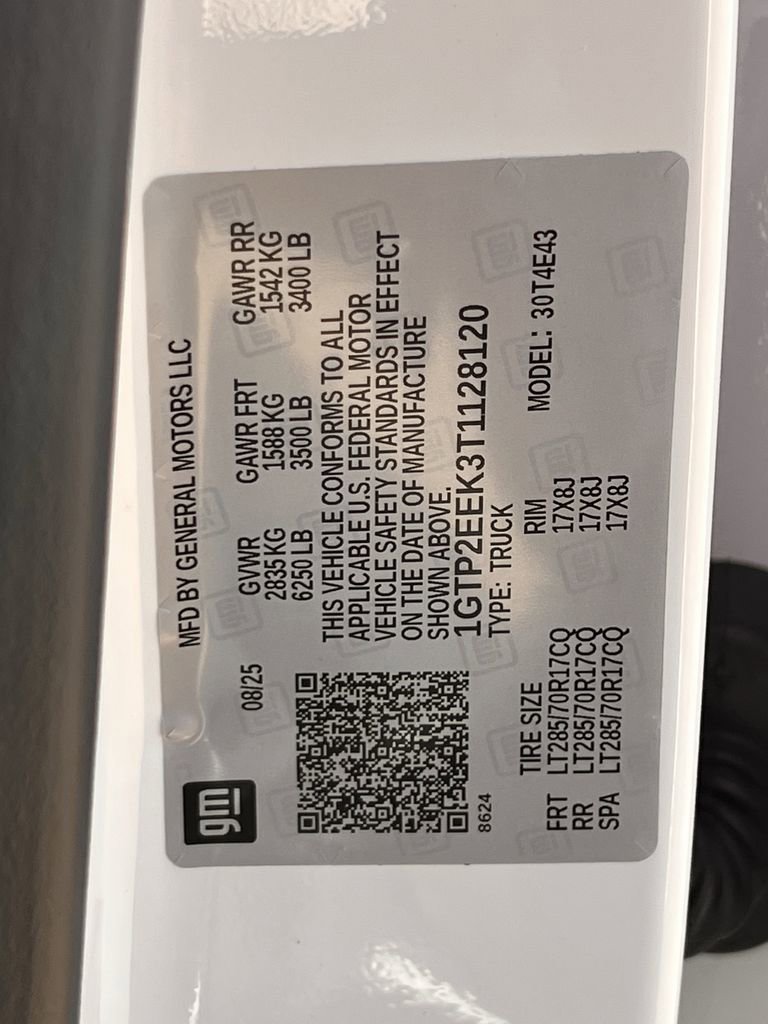 gm
MFD BY GENERAL MOTORS LLC
08/25
GVWR GAWR FRT GAWR RR
2835 KG 1588 KG 1542 KG
6250 LB 3500 LB 3400 LB
THIS VEHICLE CONFORMS TO ALL
APPLICABLE U.S. FEDERAL MOTOR
VEHICLE SAFETY STANDARDS IN EFFECT
ON THE DATE OF MANUFACTURE
SHOWN ABOVE.
1GTP2EEK3T1128120
8624
TYPE: TRUCK
TIRE SIZE RIM MODEL: 30T4E43
FRT LT285/70R17CQ 17X8J
RR LT285/70R17CQ 17X8J
SPA LT285/70R17CQ 17X8J